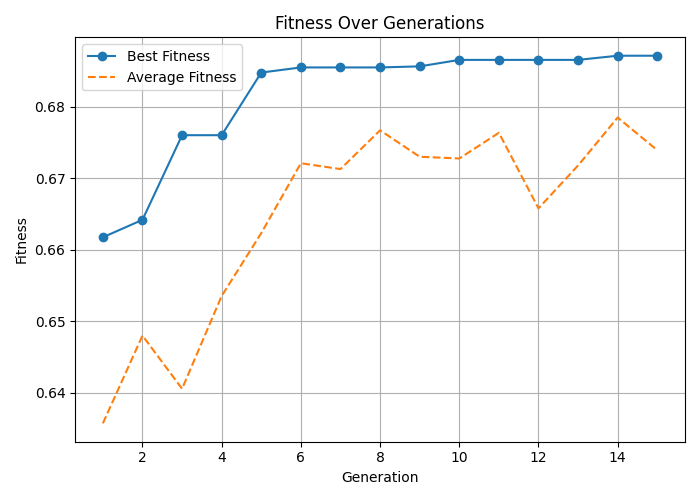 Fitness Over Generations
Best Fitness
Average Fitness
0.68
0.67
0.66
0.65
0.64
Fitness
2 4 6 8 10 12 14
Generation